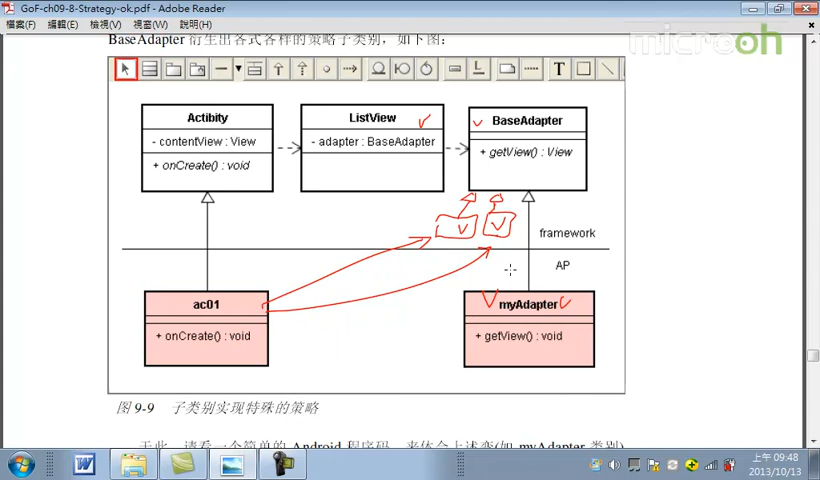 GoF-ch09-8-Strategy-ok.pdf - Adobe Reader
檔案(F) 編輯(E) 檢視(V) 視窗(W) 說明(H)
microoh
BaseAdapter 衍生出各式各样的策略子类别，如下图：
T
Actibity
- contentView : View
+ onCreate() : void
ListView
- adapter : BaseAdapter
BaseAdapter
+ getView() : View
framework
AP
ac01
+ onCreate() : void
myAdapter
+ getView() : void
图 9-9 子类别实现特殊的策略
于此，请看一个简单的 Android 程序码，来体会上述变(如 myAdapter 类别)
上午 09:48
2013/10/13